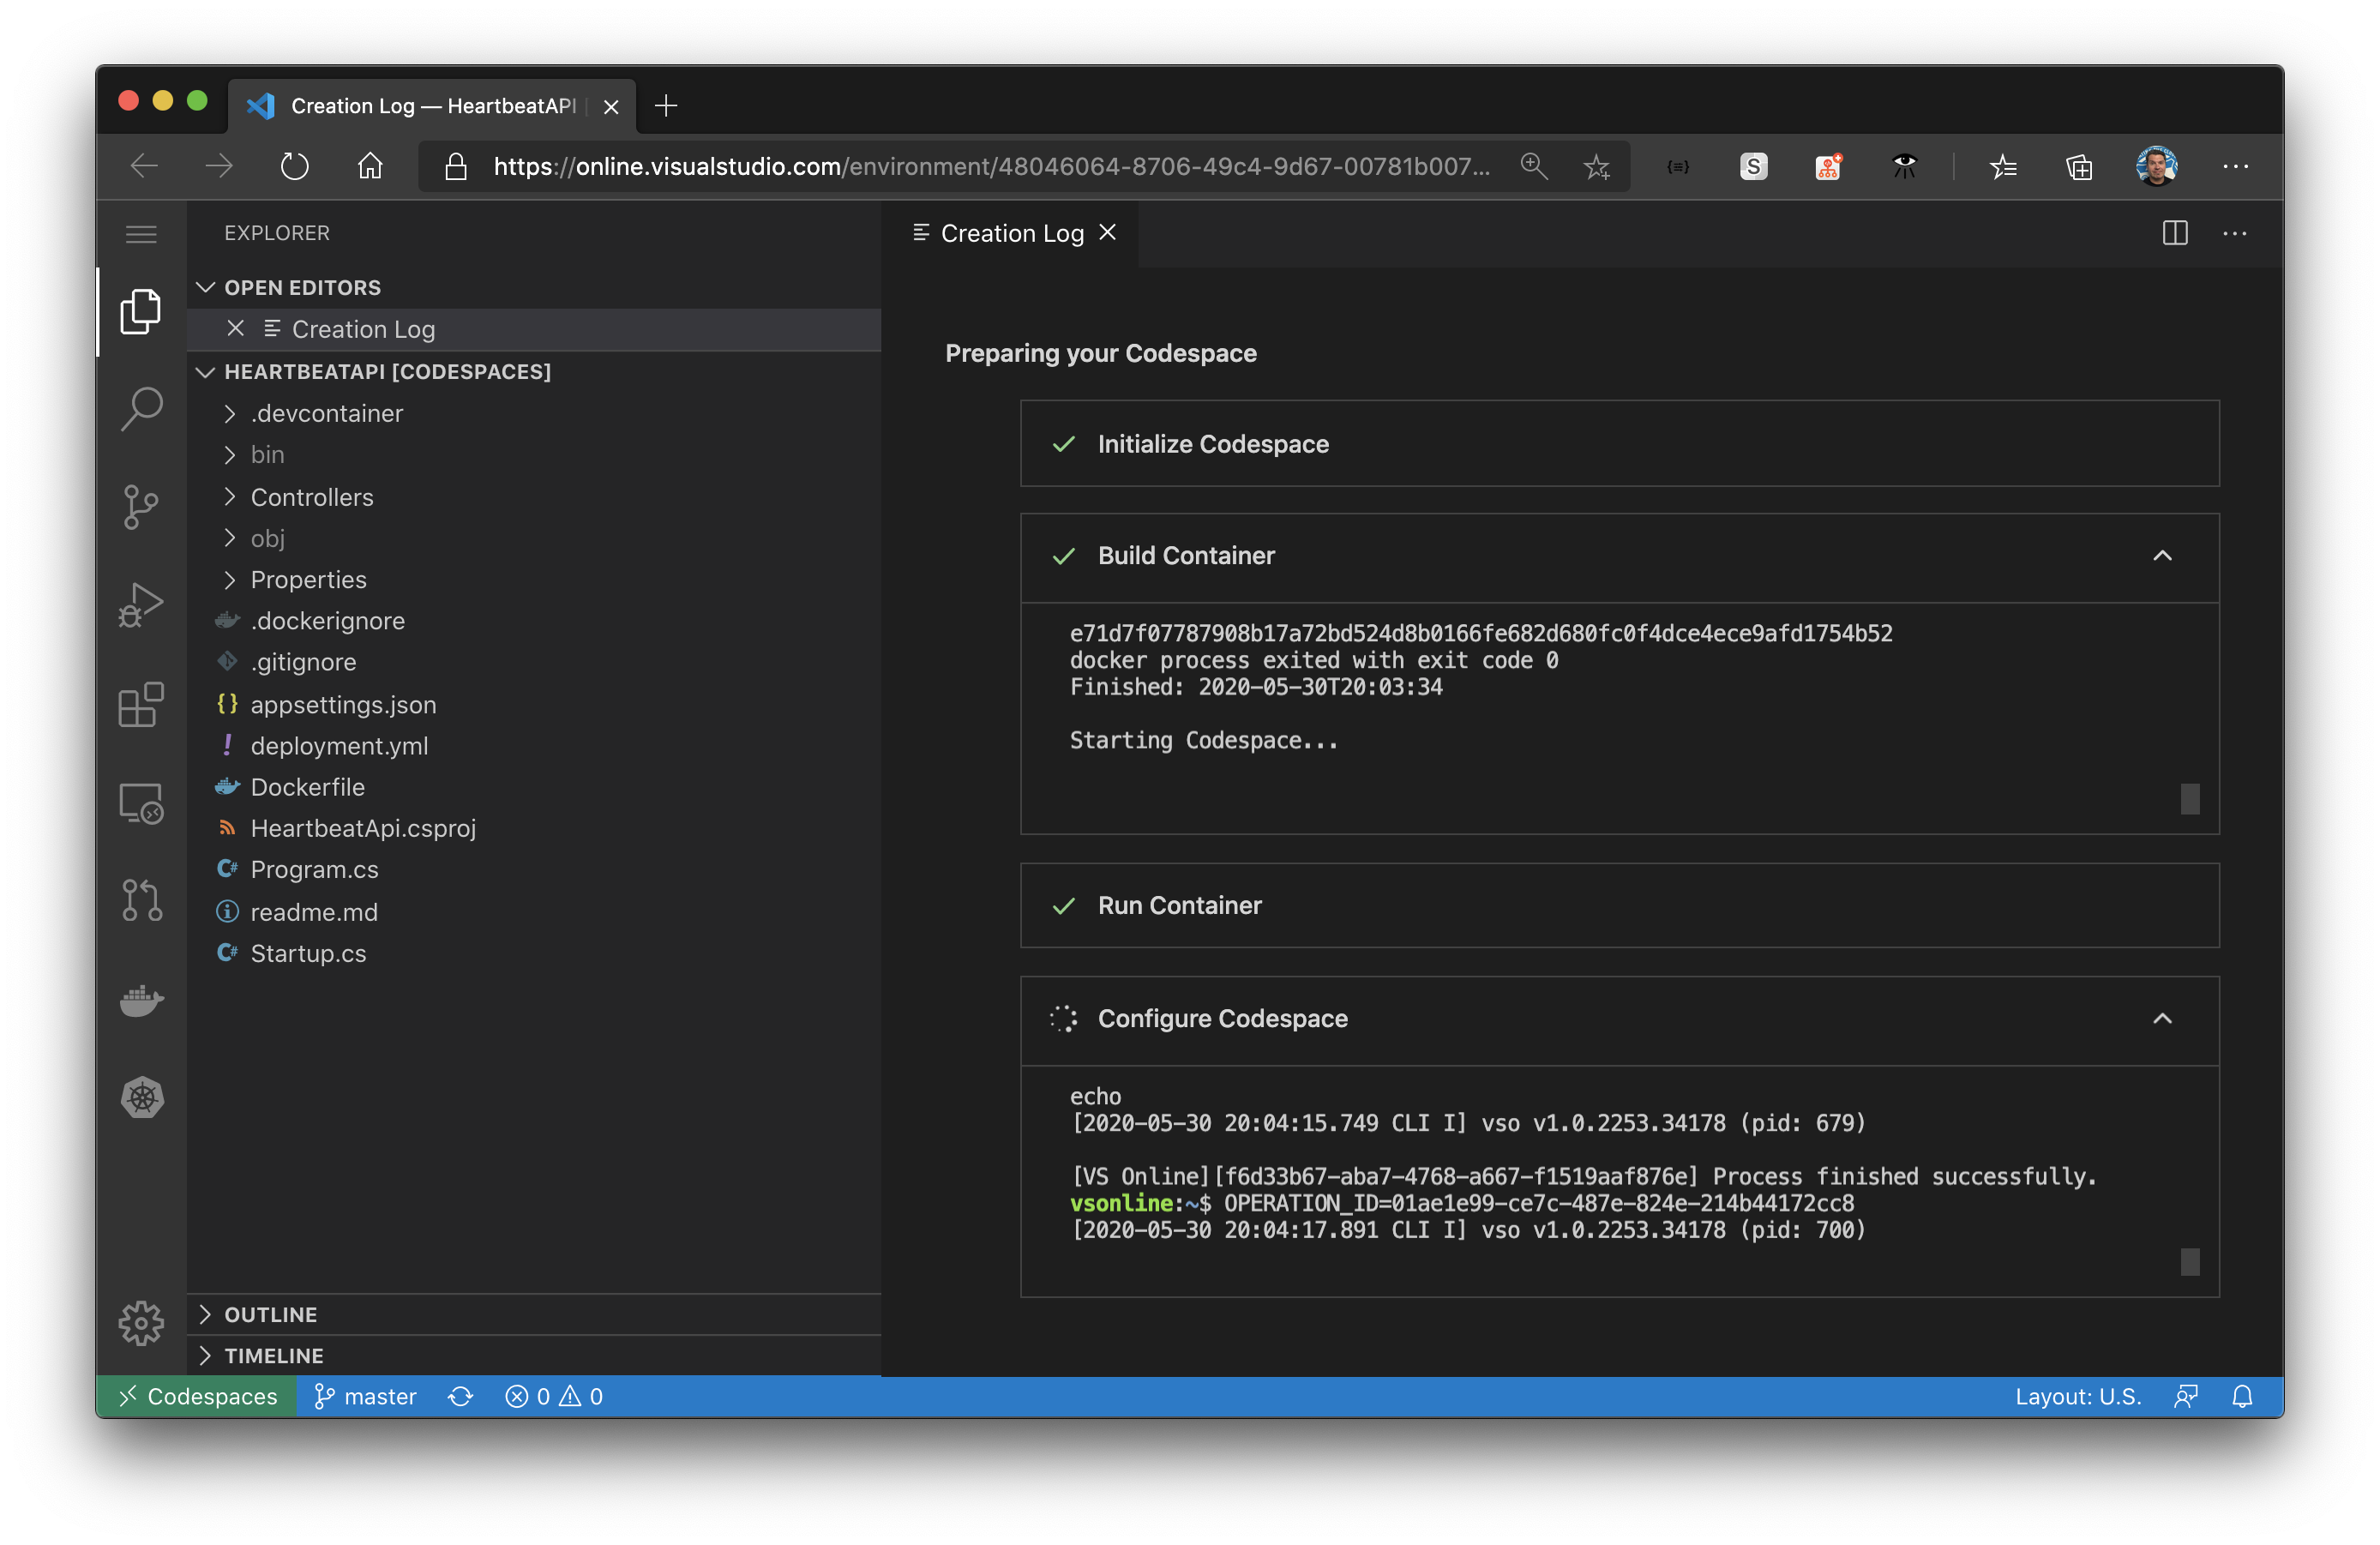 Creation Log — HeartbeatAPI
https://online.visualstudio.com/environment/48046064-8706-49c4-9d67-00781b007...
S
EXPLORER
OPEN EDITORS
Creation Log
HEARTBEATAPI [CODESPACES]
.devcontainer
bin
Controllers
obj
Properties
.dockerignore
.gitignore
{} appsettings.json
! deployment.yml
Dockerfile
HeartbeatApi.csproj
C# Program.cs
readme.md
C# Startup.cs
OUTLINE
TIMELINE
Creation Log
Preparing your Codespace
Initialize Codespace
Build Container
e71d7f07787908b17a72bd524d8b0166fe682d680fc0f4dce4ece9afd1754b52
docker process exited with exit code 0
Finished: 2020-05-30T20:03:34
Starting Codespace...
Run Container
Configure Codespace
echo
[2020-05-30 20:04:15.749 CLI I] vso v1.0.2253.34178 (pid: 679)
[VS Online][f6d33b67-aba7-4768-a667-f1519aaf876e] Process finished successfully.
vsonline:~$ OPERATION_ID=01ae1e99-ce7c-487e-824e-214b44172cc8
[2020-05-30 20:04:17.891 CLI I] vso v1.0.2253.34178 (pid: 700)
Codespaces master 0 0 Layout: U.S.